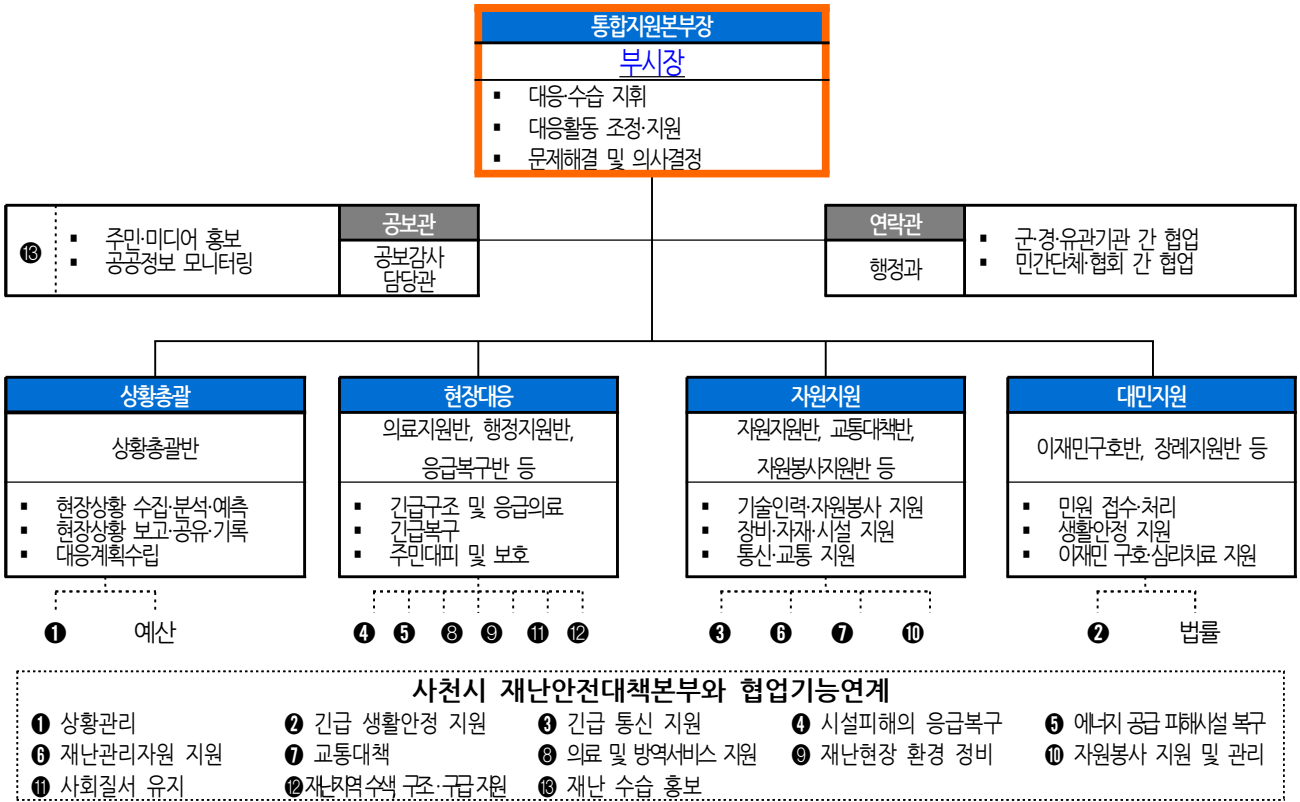 통합지원본부장
부시장
▪ 대응·수습 지휘
▪ 대응활동 조정·지원
▪ 문제해결 및 의사결정
⓭
▪ 주민·미디어 홍보
▪ 공공정보 모니터링
공보관
공보감사
담당관
연락관
행정과
▪ 군·경·유관기관 간 협업
▪ 민간단체·협회 간 협업
상황총괄
상황총괄반
▪ 현장상황 수집·분석·예측
▪ 현장상황 보고·공유·기록
▪ 대응계획수립
❶ 예산
현장대응
의료지원반, 행정지원반,
응급복구반 등
▪ 긴급구조 및 응급의료
▪ 긴급복구
▪ 주민대피 및 보호
❹ ❺ ❽ ❾ ⓫ ⓬
자원지원
자원지원반, 교통대책반,
자원봉사지원반 등
▪ 기술인력·자원봉사 지원
▪ 장비·자재·시설 지원
▪ 통신·교통 지원
❸ ❻ ❼ ❿
대민지원
이재민구호반, 장례지원반 등
▪ 민원 접수·처리
▪ 생활안정 지원
▪ 이재민 구호·심리치료 지원
❷ 법률
사천시 재난안전대책본부와 협업기능연계
❶ 상황관리 ❷ 긴급 생활안정 지원 ❸ 긴급 통신 지원 ❹ 시설피해의 응급복구 ❺ 에너지 공급 피해시설 복구
❻ 재난관리자원 지원 ❼ 교통대책 ❽ 의료 및 방역서비스 지원 ❾ 재난현장 환경 정비 ❿ 자원봉사 지원 및 관리
⓫ 사회질서 유지 ⓬재난지역 수색, 구조·구급지원 ⓭ 재난 수습 홍보